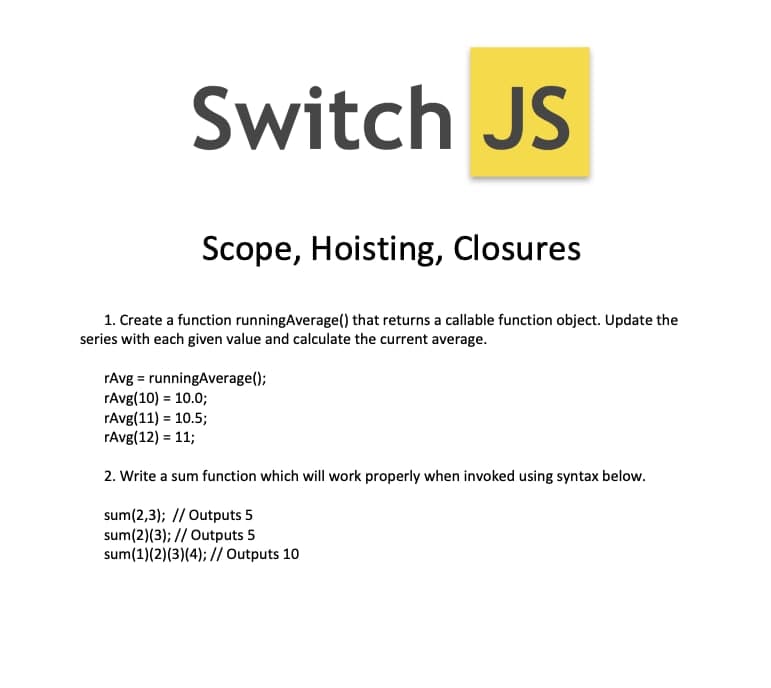 Switch JS
Scope, Hoisting, Closures
1. Create a function runningAverage() that returns a callable function object. Update the
series with each given value and calculate the current average.
rAvg = runningAverage();
rAvg(10) = 10.0;
rAvg(11) = 10.5;
rAvg(12) = 11;
2. Write a sum function which will work properly when invoked using syntax below.
sum(2,3); // Outputs 5
sum(2)(3); // Outputs 5
sum(1)(2)(3)(4); // Outputs 10